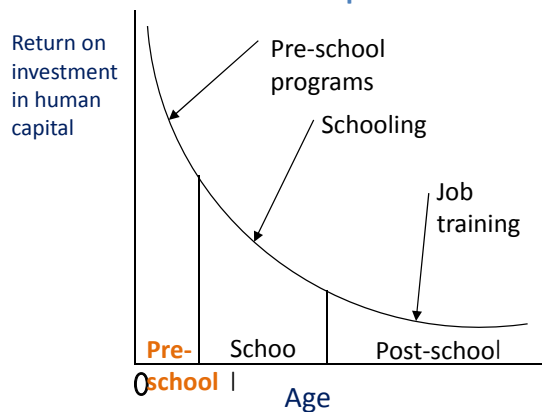 Return on
investment
in human
capital
Pre-school
programs
Schooling
Job
training
Pre-
school
Schoo
l
Post-school
0
Age